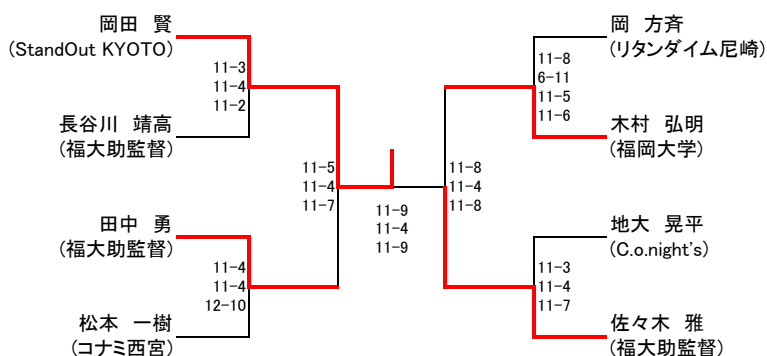 岡田　賢
(StandOut KYOTO)
11-3
11-4
11-2
長谷川　靖高
(福大助監督)
11-5
11-4
11-7
田中　勇
(福大助監督)
11-4
11-4
12-10
松本　一樹
(コナミ西宮)
11-9
11-4
11-9
岡　方斉
(リタンダイム尼崎)
11-8
6-11
11-5
11-6
木村　弘明
(福岡大学)
11-8
11-4
11-8
地大　晃平
(C.o.night's)
11-3
11-4
11-7
佐々木　雅
(福大助監督)